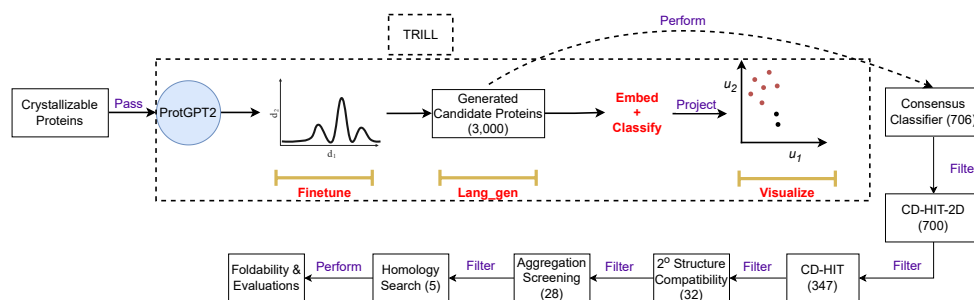 TRILL
Perform
Crystallizable
Proteins
Pass
ProtGPT2
d2
d1
Generated
Candidate Proteins
(3,000)
Embed
+
Classify
Project
u2
u1
Consensus
Classifier (706)
Finetune
Lang_gen
Visualize
Filter
CD-HIT-2D
(700)
Filter
CD-HIT
(347)
Filter
2º Structure
Compatibility
(32)
Filter
Aggregation
Screening
(28)
Filter
Homology
Search (5)
Perform
Foldability &
Evaluations